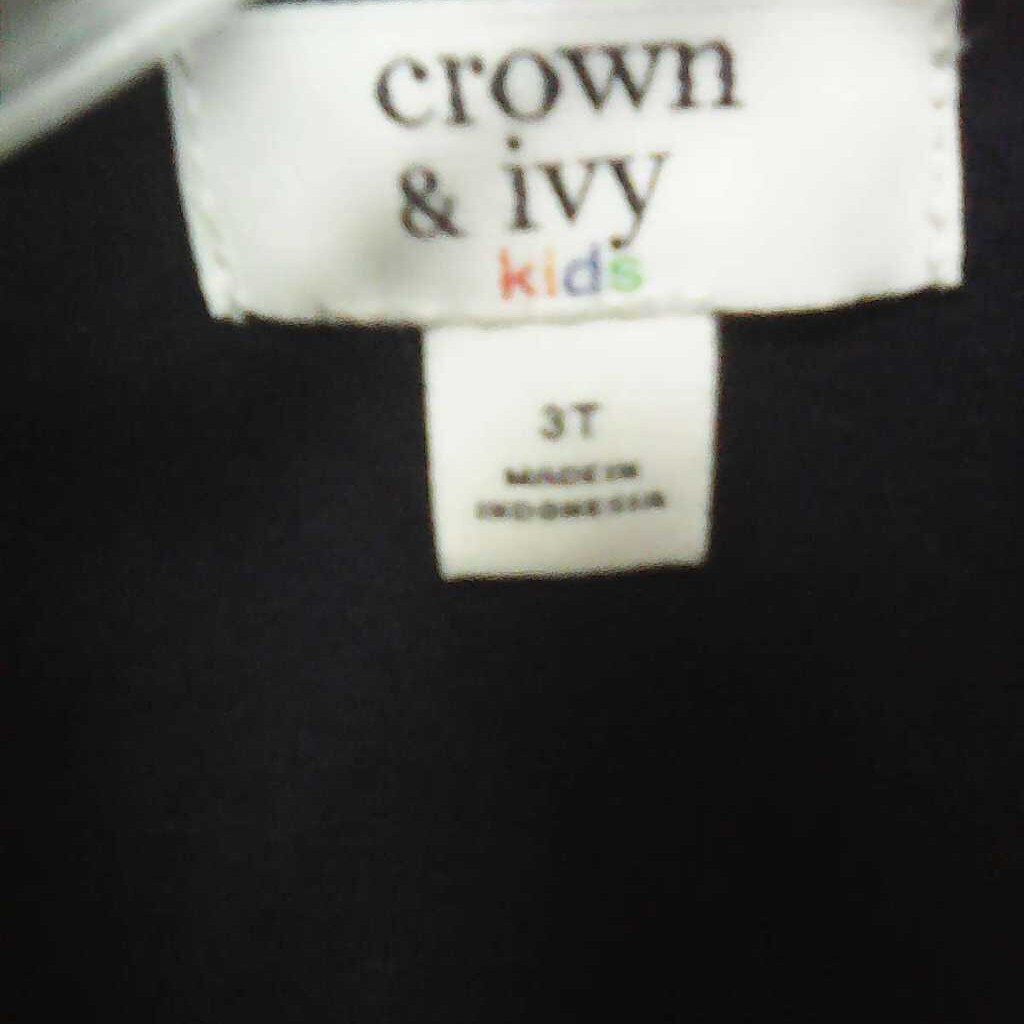 crown
& ivy
kids
3T
MADE IN
INDONESIA